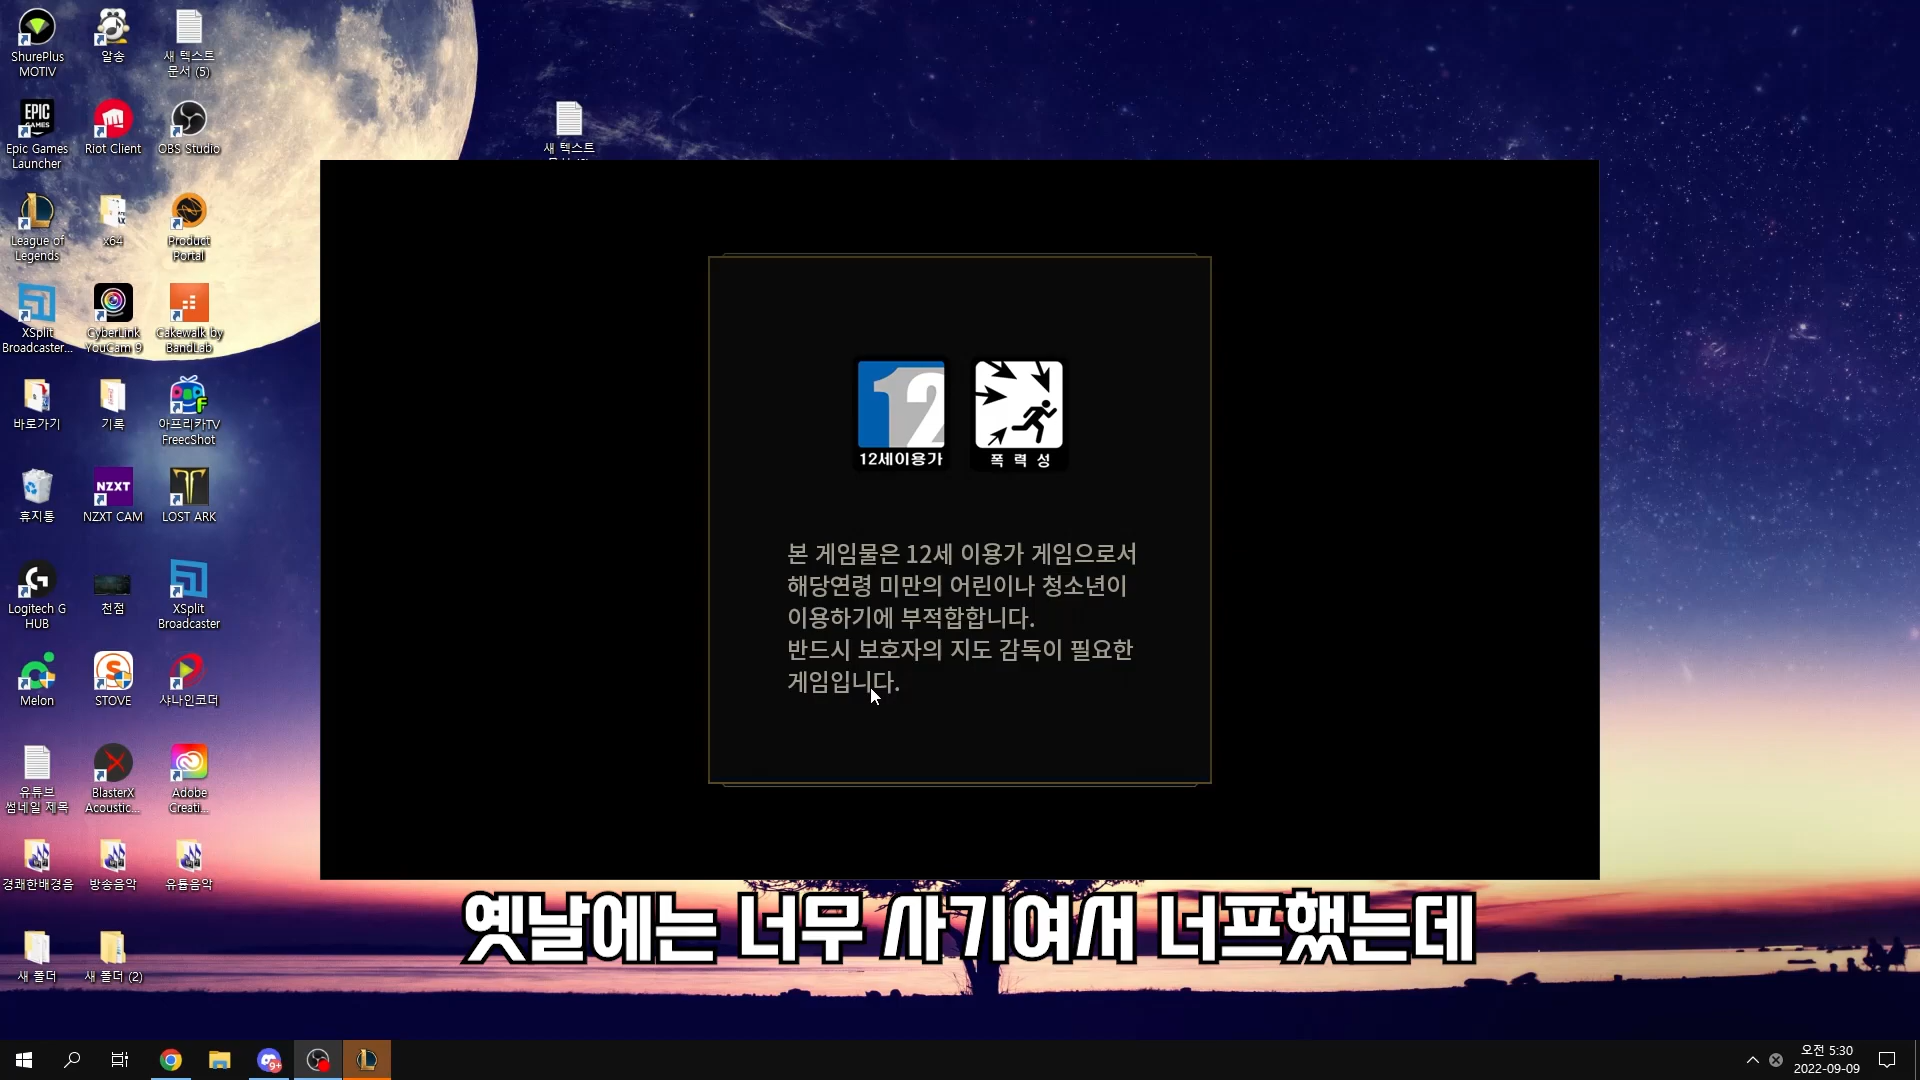 ShurePlus
MOTIV
알송
새 텍스트
문서 (5)
EPIC
GAMES
Epic Games
Launcher
Riot Client
OBS Studio
새 텍스트
League of
Legends
x64
Product
Portal
XSplit
Broadcaster...
CyberLink
YouCam 9
Cakewalk by
BandLab
바로가기
기록
아프리카TV
FreecShot
휴지통
NZXT
NZXT CAM
LOST ARK
Logitech G
HUB
천점
XSplit
Broadcaster
Melon
STOVE
샤나인코더
유튜브
썸네일 제목
BlasterX
Acoustic...
Adobe
Creati...
경쾌한배경음
방송음악
유튭음악
새 폴더
새 폴더 (2)
12
12세이용가
폭력성
본 게임물은 12세 이용가 게임으로서
해당연령 미만의 어린이나 청소년이
이용하기에 부적합합니다.
반드시 보호자의 지도 감독이 필요한
게임입니다.
옛날에는 너무 사기여서 너프했는데
9+
오전 5:30
2022-09-09